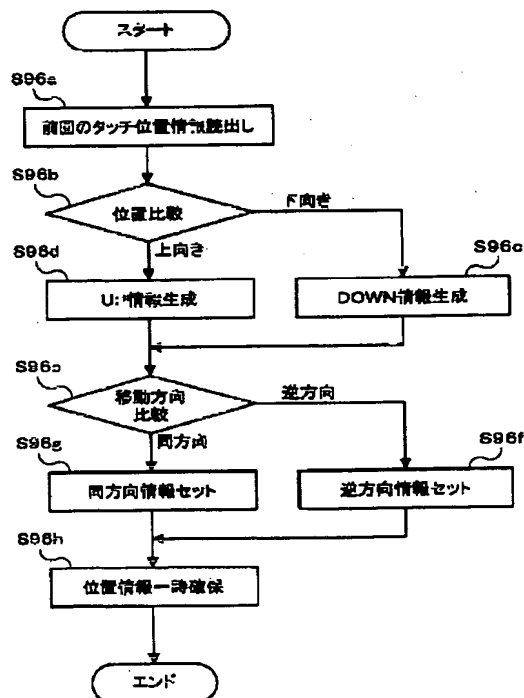 スタート
S96a
前回のタッチ位置情報読出し
S96b
位置比較
下向き
上向き
S96d
S96c
情報生成
DOWN情報生成
移動方向
比較
逆方向
同方向
S96g
S96f
同方向情報セット
逆方向情報セット
S96h
位置情報一時確保
エンド